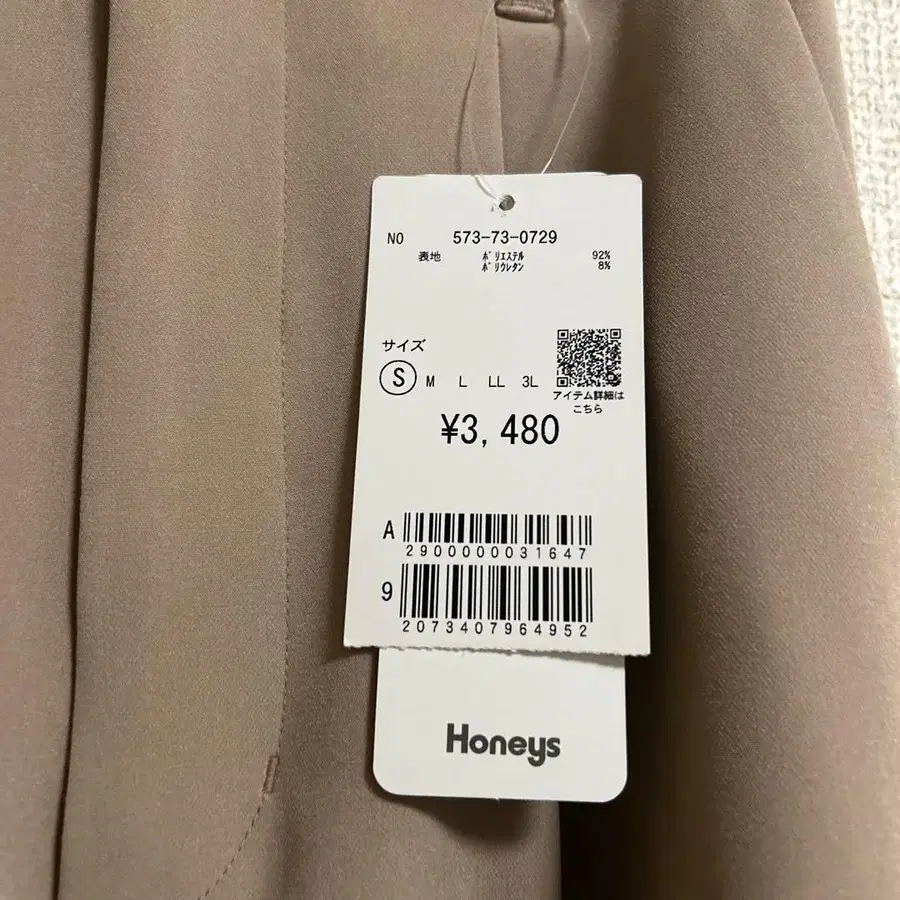 NO 573-73-0729
表地 ﾎﾟﾘｴｽﾃﾙ 92%
ﾎﾟﾘｳﾚﾀﾝ 8%
サイズ
S M L LL 3L
アイテム詳細は
こちら
¥3,480
A
2900000031647
9
2073407964952
Honeys